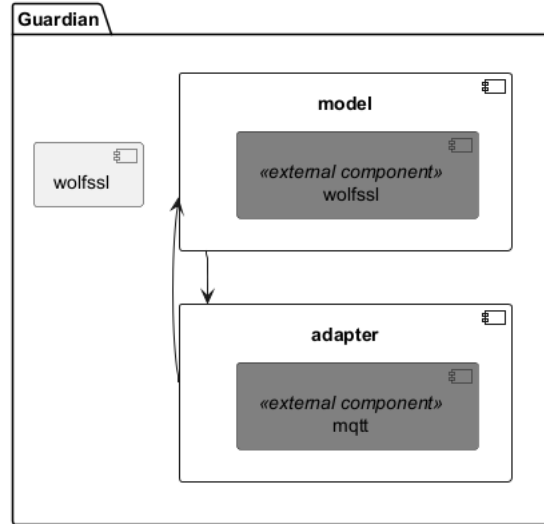 Guardian
model
«external component»
wolfssl
wolfssl
adapter
«external component»
mqtt